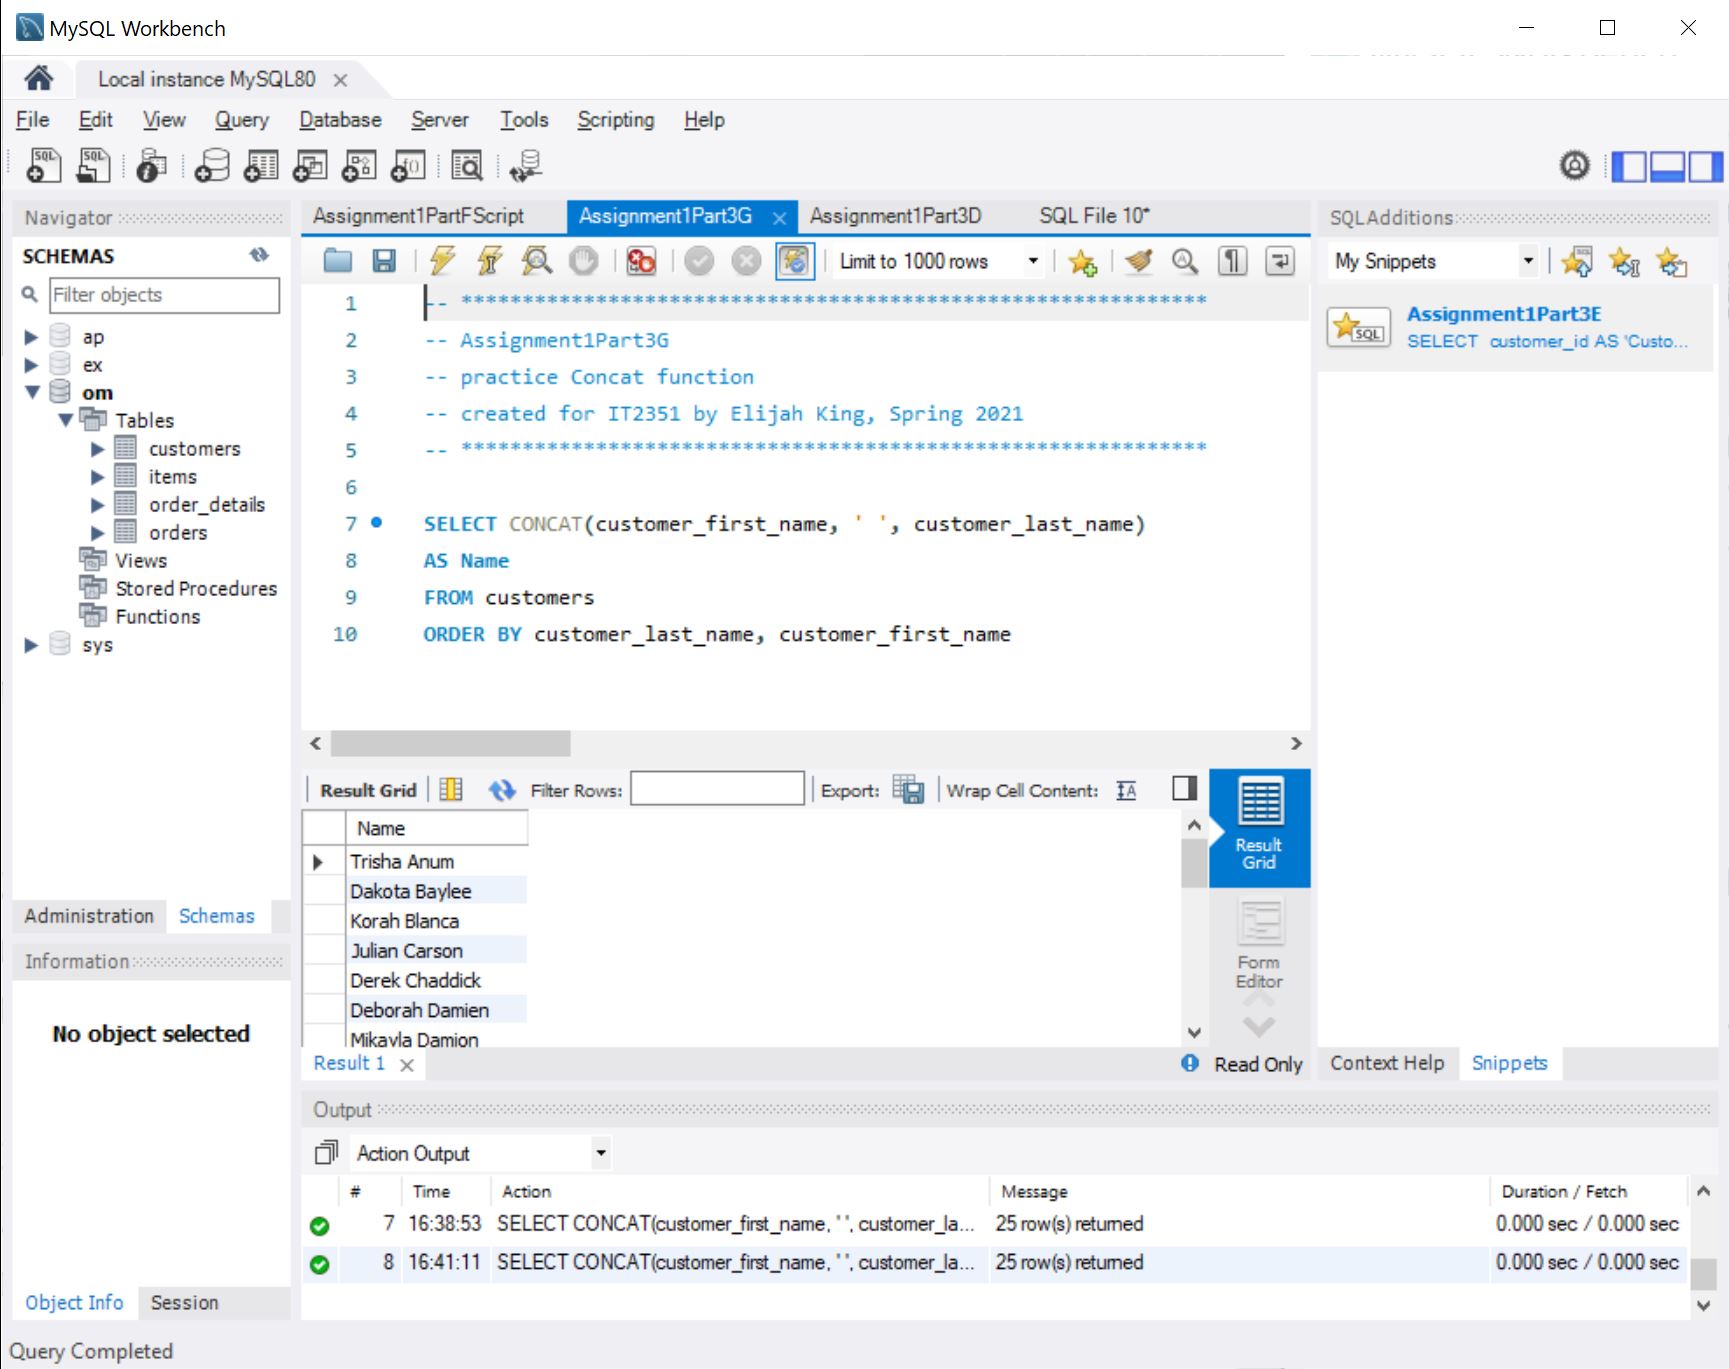 MySQL Workbench
Local instance MySQL80
File Edit View Query Database Server Tools Scripting Help
Navigator
SCHEMAS
Filter objects
ap
ex
om
Tables
customers
items
order_details
orders
Views
Stored Procedures
Functions
sys
Administration Schemas
Information
No object selected
Object Info Session
Assignment1PartFScript Assignment1Part3G Assignment1Part3D SQL File 10*
Limit to 1000 rows
1 -- *************************************************************
2 -- Assignment1Part3G
3 -- practice Concat function
4 -- created for IT2351 by Elijah King, Spring 2021
5 -- *************************************************************
6
7 SELECT CONCAT(customer_first_name, ' ', customer_last_name)
8 AS Name
9 FROM customers
10 ORDER BY customer_last_name, customer_first_name
Result Grid Filter Rows: Export: Wrap Cell Content:
Name
Trisha Anum
Dakota Baylee
Korah Blanca
Julian Carson
Derek Chaddick
Deborah Damien
Mikayla Damion
Result Grid
Form Editor
Result 1 Read Only
SQLAdditions
My Snippets
SQL
Assignment1Part3E
SELECT customer_id AS 'Custo...
Context Help Snippets
Output
Action Output
# Time Action Message Duration / Fetch
7 16:38:53 SELECT CONCAT(customer_first_name, ' ', customer_la... 25 row(s) returned 0.000 sec / 0.000 sec
8 16:41:11 SELECT CONCAT(customer_first_name, ' ', customer_la... 25 row(s) returned 0.000 sec / 0.000 sec
Query Completed